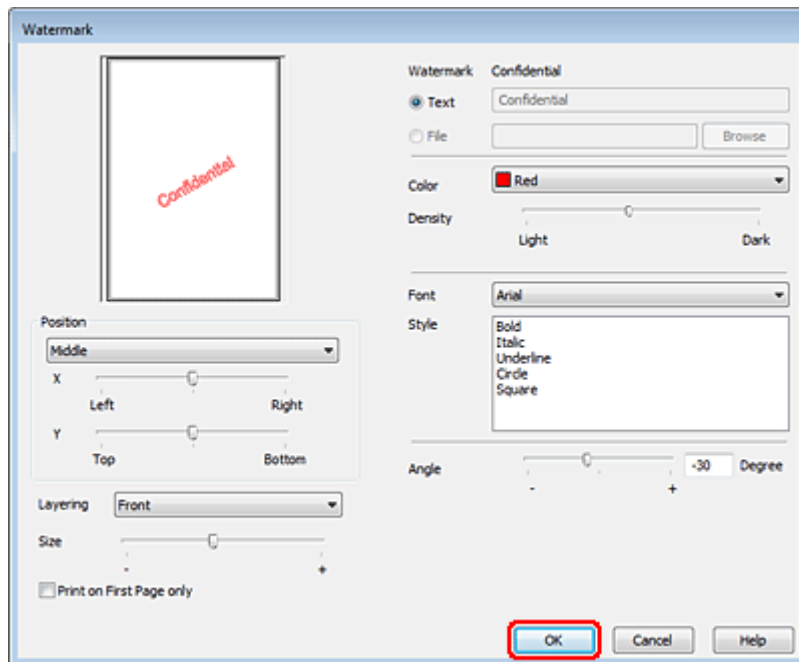 Watermark
Confidential
Position
Middle
X
Left Right
Y
Top Bottom
Layering Front
Size
- +
Print on First Page only
Watermark Confidential
Text Confidential
File Browse
Color Red
Density
Light Dark
Font Arial
Style
Bold
Italic
Underline
Circle
Square
Angle -30 Degree
- +
OK Cancel Help